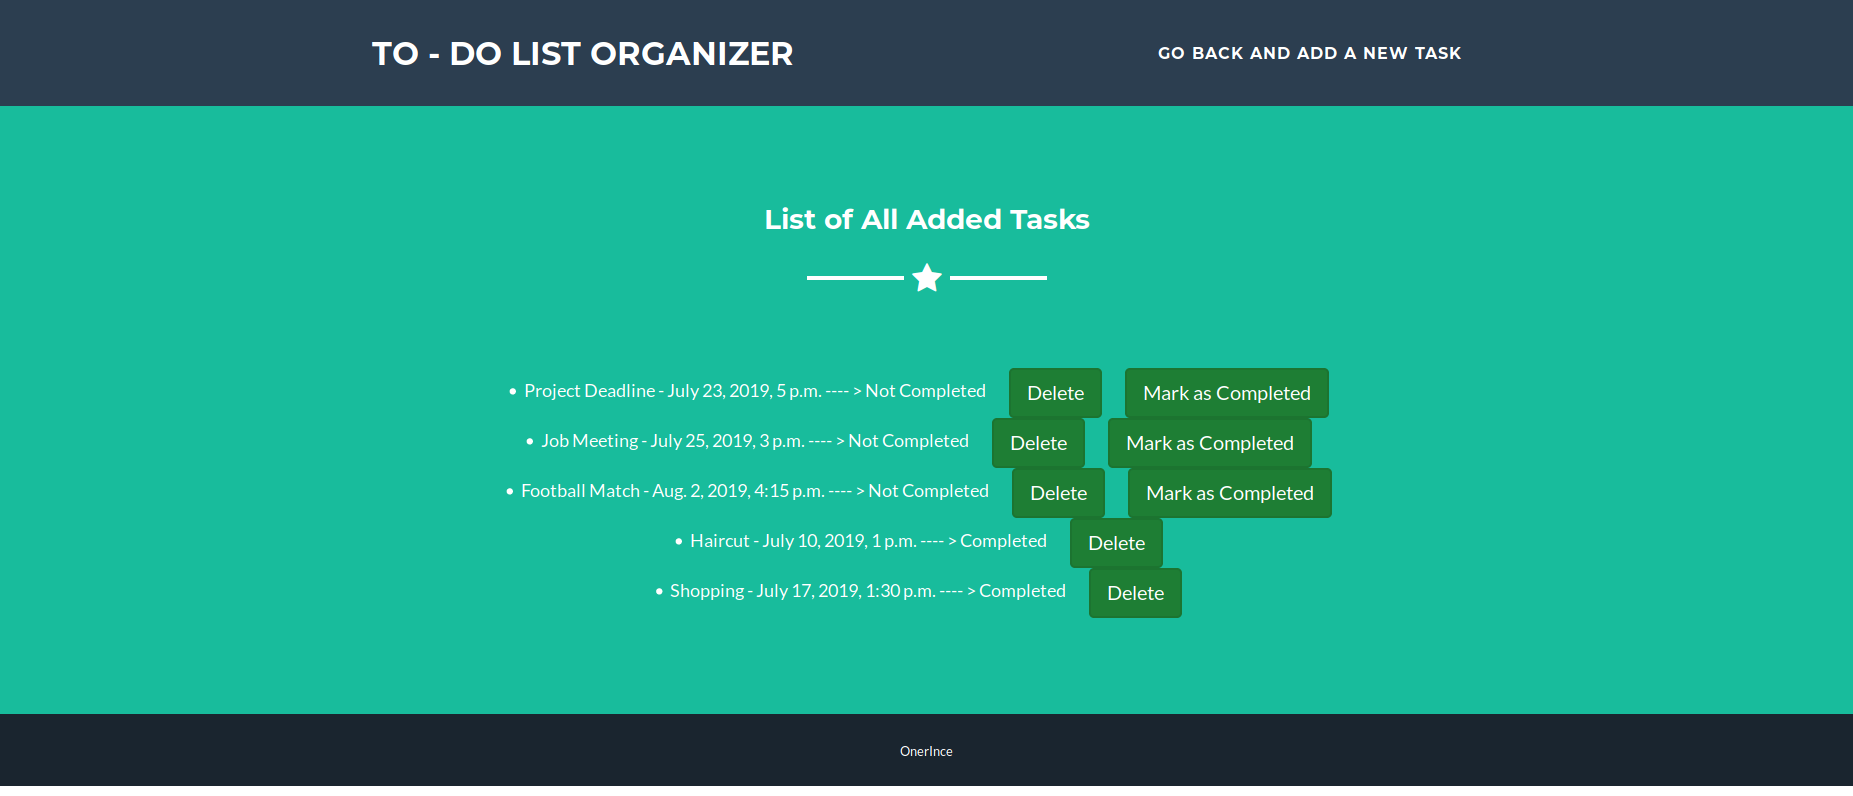 TO - DO LIST ORGANIZER
GO BACK AND ADD A NEW TASK
List of All Added Tasks
• Project Deadline - July 23, 2019, 5 p.m. ---- > Not Completed Delete Mark as Completed
• Job Meeting - July 25, 2019, 3 p.m. ---- > Not Completed Delete Mark as Completed
• Football Match - Aug. 2, 2019, 4:15 p.m. ---- > Not Completed Delete Mark as Completed
• Haircut - July 10, 2019, 1 p.m. ---- > Completed Delete
• Shopping - July 17, 2019, 1:30 p.m. ---- > Completed Delete
OnerInce